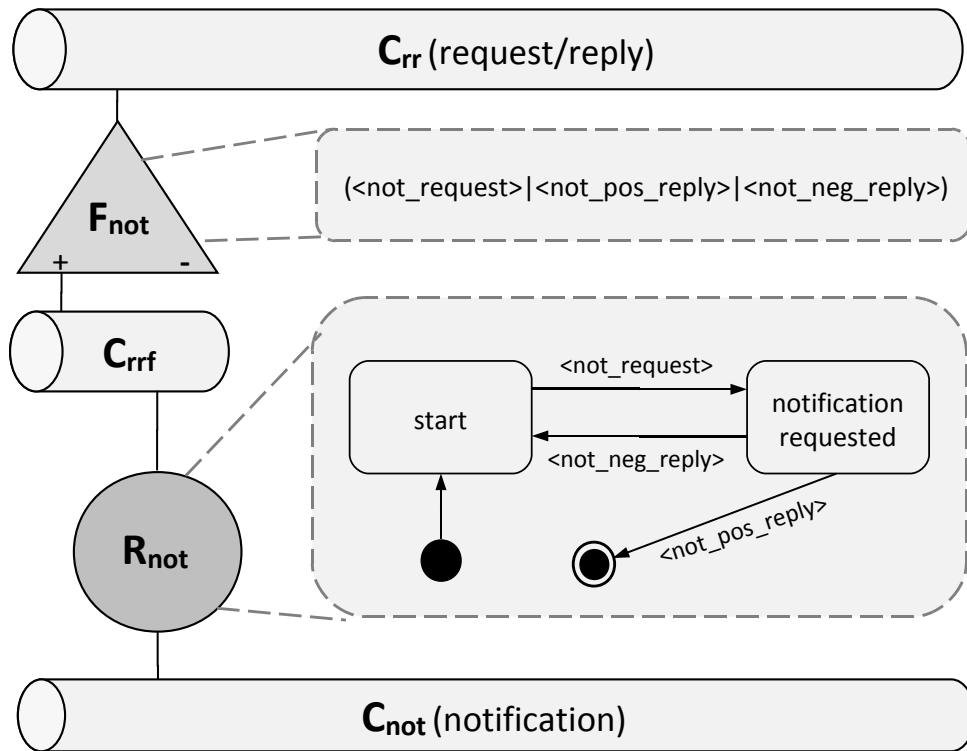 Crr (request/reply)
(<not_request>|<not_pos_reply>|<not_neg_reply>)
Fnot
+ -
Crrf
<not_request>
start
notification
requested
<not_neg_reply>
<not_pos_reply>
Rnot
Cnot (notification)